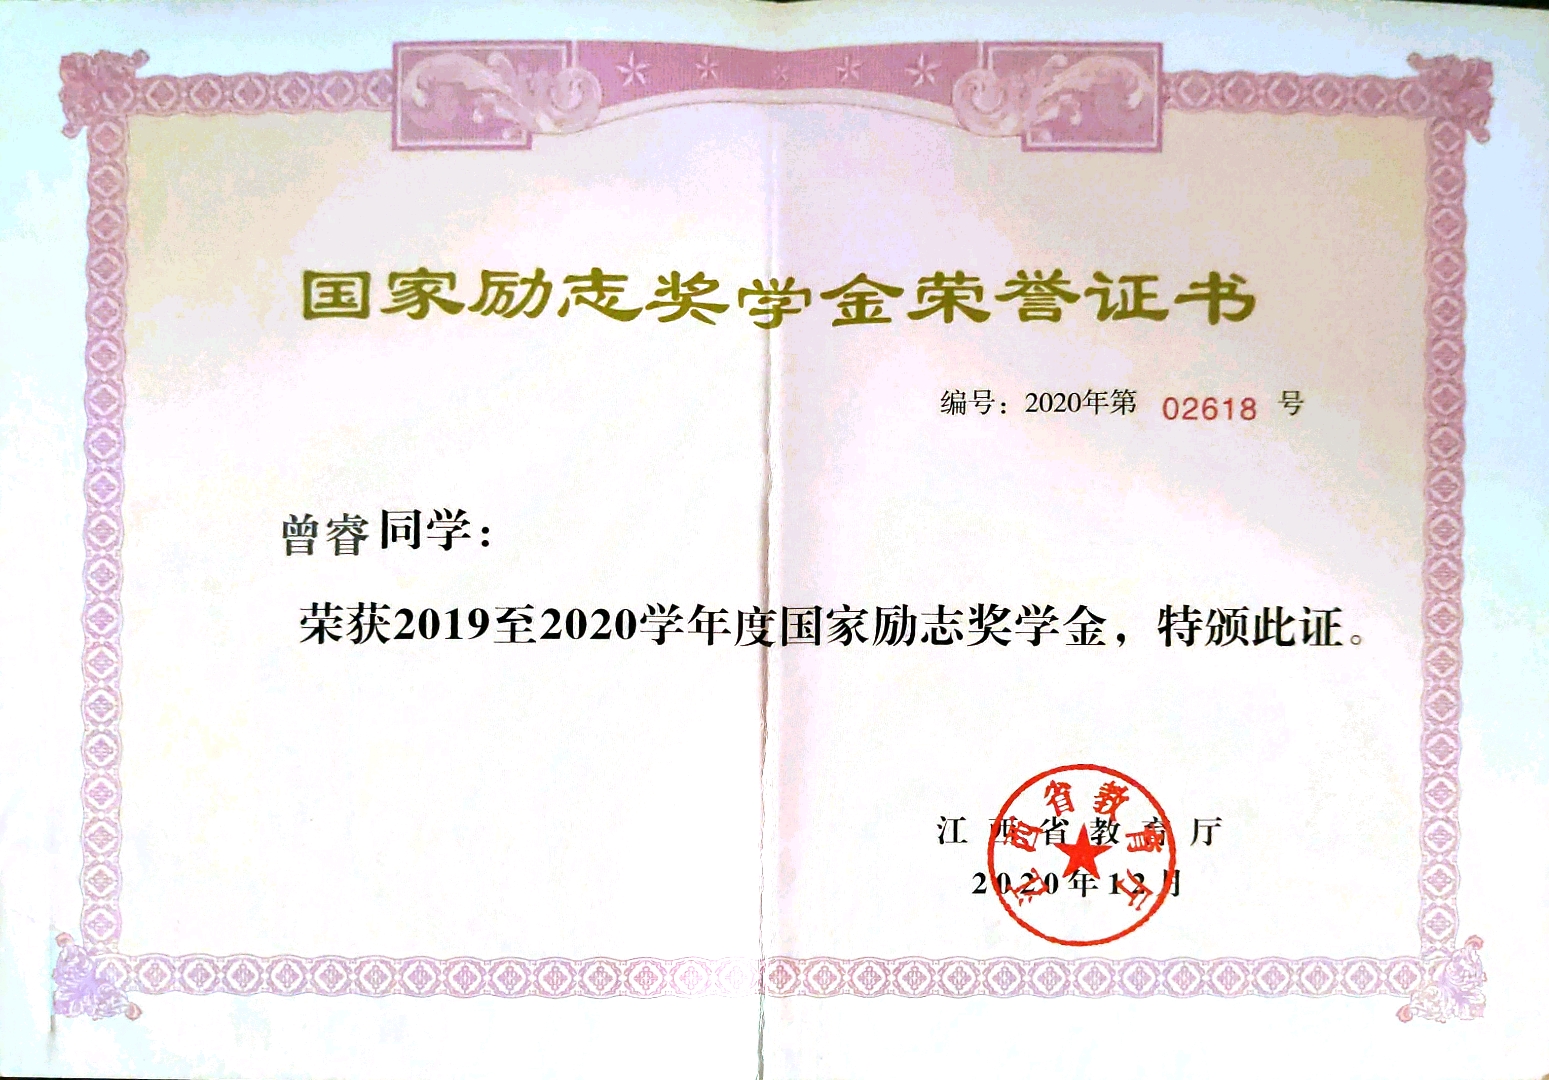 国家励志奖学金荣誉证书
编号：2020年第 02618 号
曾睿同学：
荣获2019至2020学年度国家励志奖学金，特颁此证。
江西省教育厅
2020年12月
江西省教育厅